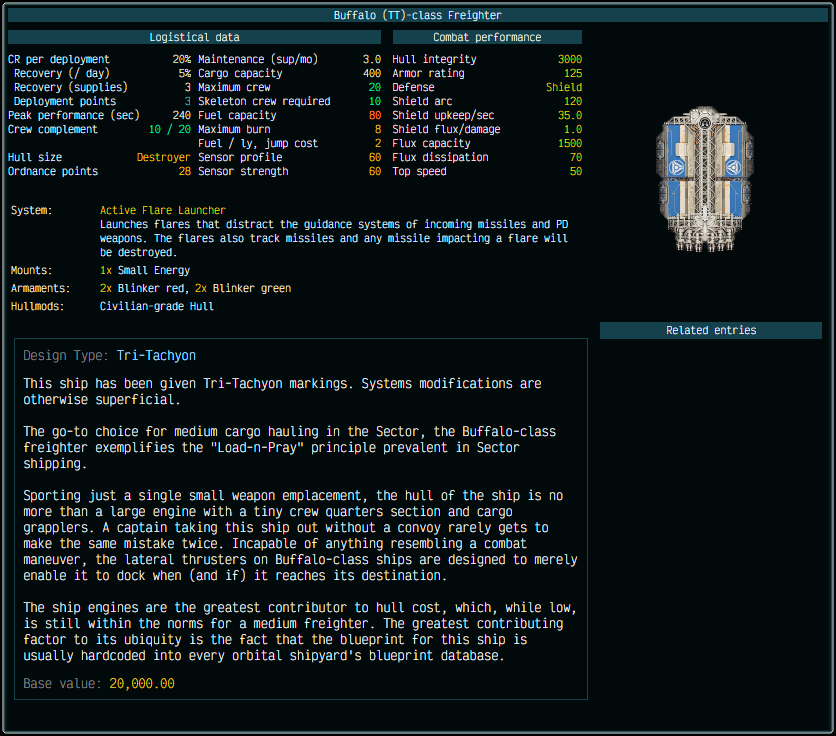 Buffalo (TT)-class Freighter
Logistical data
CR per deployment 20% Maintenance (sup/mo) 3.0
Recovery (/ day) 5% Cargo capacity 400
Recovery (supplies) 3 Maximum crew 20
Deployment points 3 Skeleton crew required 10
Peak performance (sec) 240 Fuel capacity 80
Crew complement 10 / 20 Maximum burn 8
Fuel / ly, jump cost 2
Hull size Destroyer Sensor profile 60
Ordnance points 28 Sensor strength 60
Combat performance
Hull integrity 3000
Armor rating 125
Defense Shield
Shield arc 120
Shield upkeep/sec 35.0
Shield flux/damage 1.0
Flux capacity 1500
Flux dissipation 70
Top speed 50
System: Active Flare Launcher
Launches flares that distract the guidance systems of incoming missiles and PD
weapons. The flares also track missiles and any missile impacting a flare will
be destroyed.
Mounts: 1x Small Energy
Armaments: 2x Blinker red, 2x Blinker green
Hullmods: Civilian-grade Hull
Related entries
Design Type: Tri-Tachyon
This ship has been given Tri-Tachyon markings. Systems modifications are
otherwise superficial.
The go-to choice for medium cargo hauling in the Sector, the Buffalo-class
freighter exemplifies the "Load-n-Pray" principle prevalent in Sector
shipping.
Sporting just a single small weapon emplacement, the hull of the ship is no
more than a large engine with a tiny crew quarters section and cargo
grapplers. A captain taking this ship out without a convoy rarely gets to
make the same mistake twice. Incapable of anything resembling a combat
maneuver, the lateral thrusters on Buffalo-class ships are designed to merely
enable it to dock when (and if) it reaches its destination.
The ship engines are the greatest contributor to hull cost, which, while low,
is still within the norms for a medium freighter. The greatest contributing
factor to its ubiquity is the fact that the blueprint for this ship is
usually hardcoded into every orbital shipyard's blueprint database.
Base value: 20,000.00